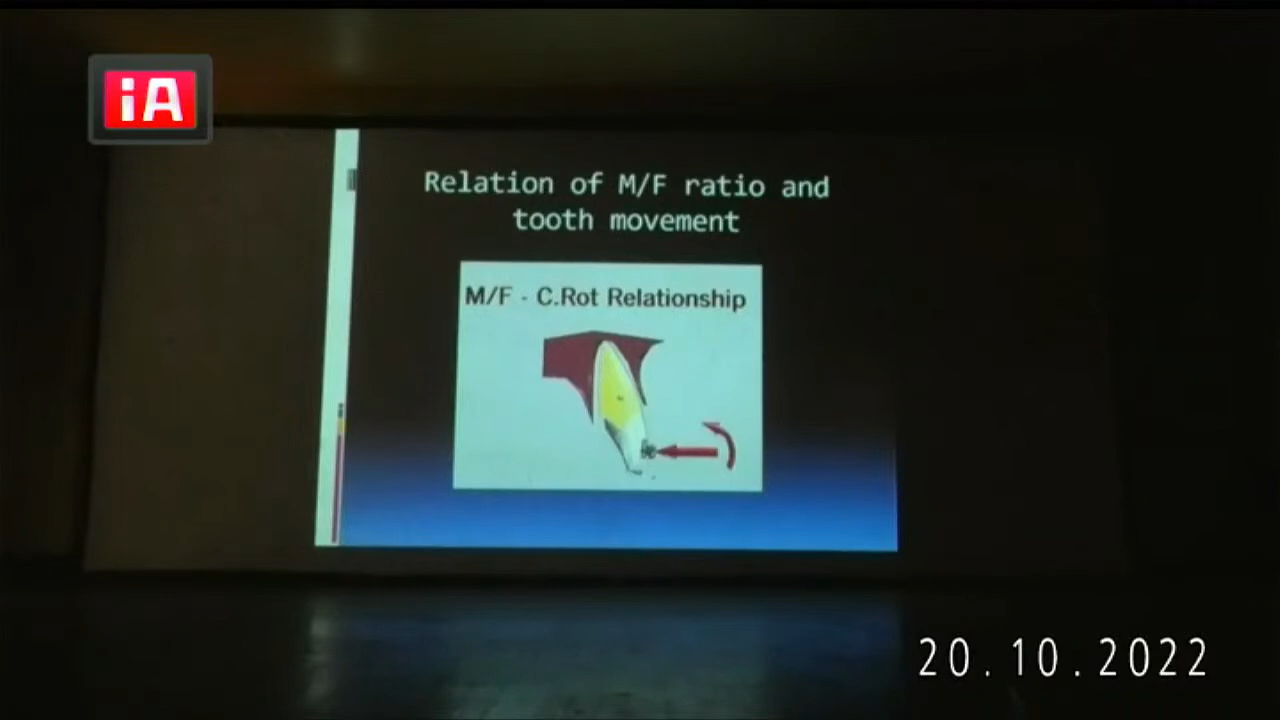 iA
Relation of M/F ratio and
tooth movement
M/F - C.Rot Relationship
20.10.2022